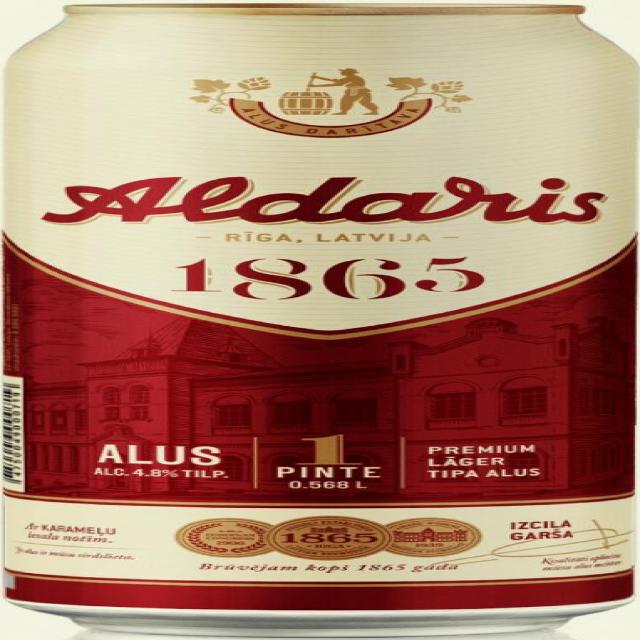 ALUS DARĪTAVA
Aldaris
– RĪGA, LATVIJA –
1865
ALUS
ALC. 4.8% TILP.
1
PINTE
0.568 L
PREMIUM
LĀGER
TIPA ALUS
Ar KARAMEĻU
iesala notīm.
1865
RĪGA
IZCILA
GARŠA
Brūvējam kopš 1865 gada